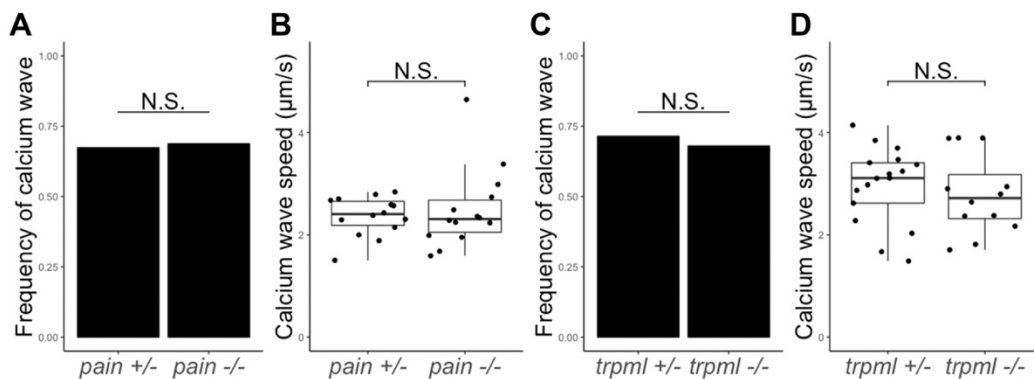 A
Frequency of calcium wave
1.00
0.75
0.50
0.25
0.00
N.S.
pain +/-
pain -/-
B
Calcium wave speed (μm/s)
4
2
0
N.S.
pain +/-
pain -/-
C
Frequency of calcium wave
1.00
0.75
0.50
0.25
0.00
N.S.
trpml +/-
trpml -/-
D
Calcium wave speed (μm/s)
4
2
0
N.S.
trpml +/-
trpml -/-